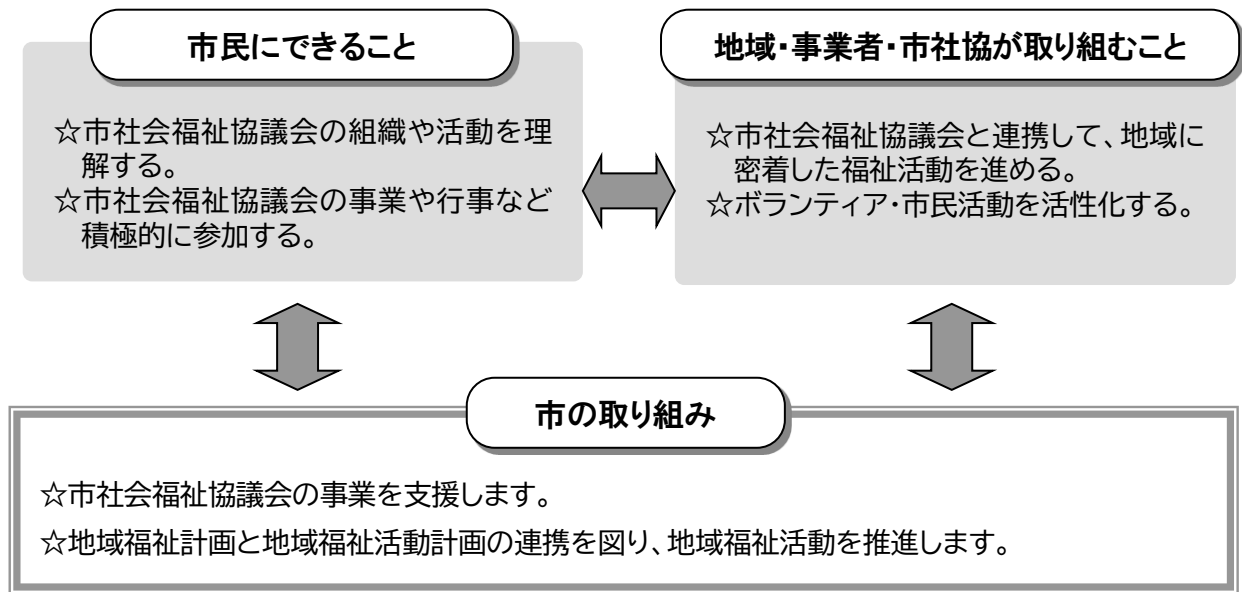 市民にできること
☆市社会福祉協議会の組織や活動を理
解する。
☆市社会福祉協議会の事業や行事など
積極的に参加する。
地域・事業者・市社協が取り組むこと
☆市社会福祉協議会と連携して、地域に
密着した福祉活動を進める。
☆ボランティア・市民活動を活性化する。
市の取り組み
☆市社会福祉協議会の事業を支援します。
☆地域福祉計画と地域福祉活動計画の連携を図り、地域福祉活動を推進します。